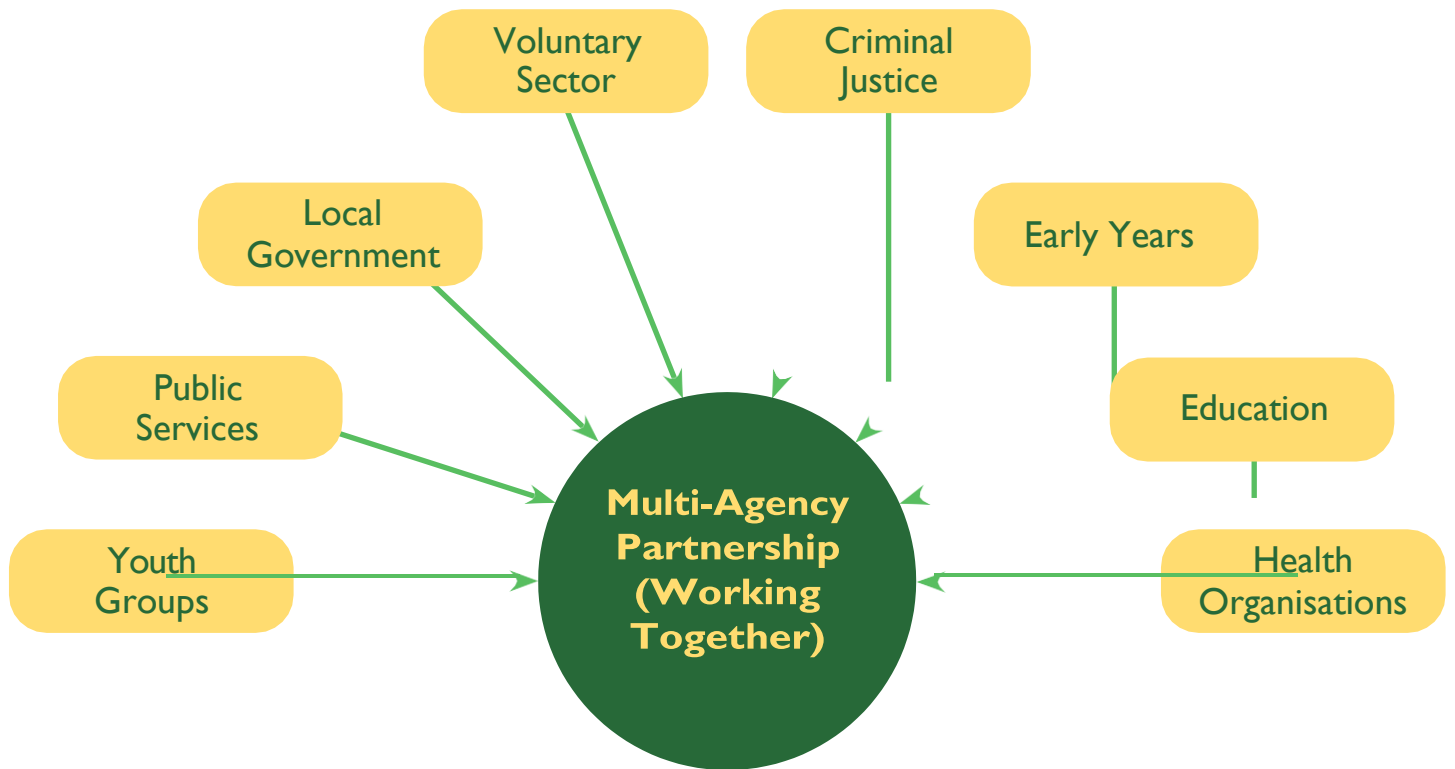 Voluntary
Sector
Criminal
Justice
Local
Government
Early Years
Public
Services
Education
Multi-Agency
Partnership
(Working
Together)
Youth
Groups
Health
Organisations